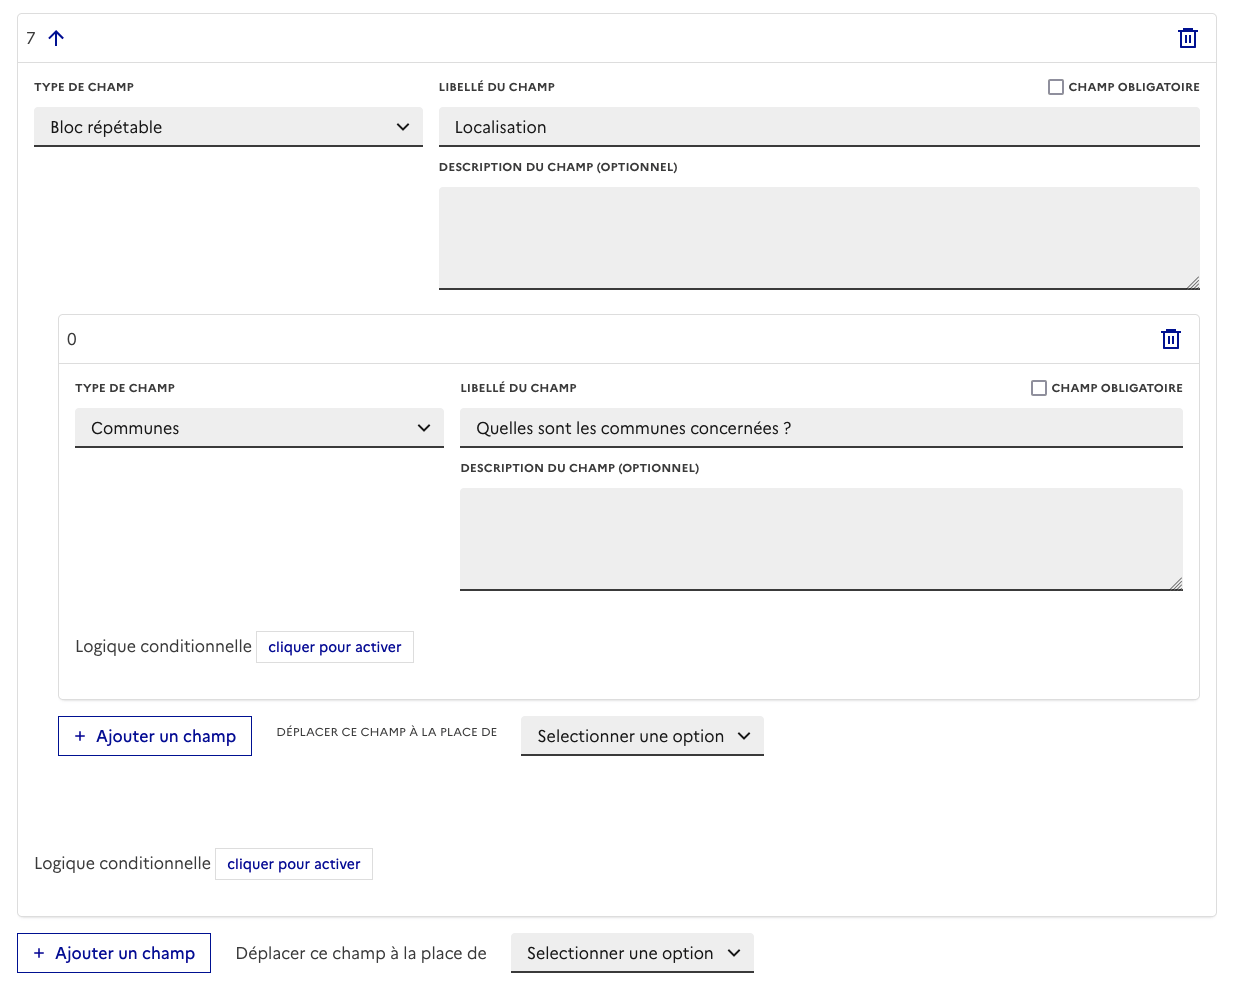 7
TYPE DE CHAMP
LIBELLÉ DU CHAMP
CHAMP OBLIGATOIRE
Bloc répétable
Localisation
DESCRIPTION DU CHAMP (OPTIONNEL)
0
TYPE DE CHAMP
LIBELLÉ DU CHAMP
CHAMP OBLIGATOIRE
Communes
Quelles sont les communes concernées ?
DESCRIPTION DU CHAMP (OPTIONNEL)
Logique conditionnelle cliquer pour activer
+ Ajouter un champ
DÉPLACER CE CHAMP À LA PLACE DE
Selectionner une option
Logique conditionnelle cliquer pour activer
+ Ajouter un champ
Déplacer ce champ à la place de
Selectionner une option